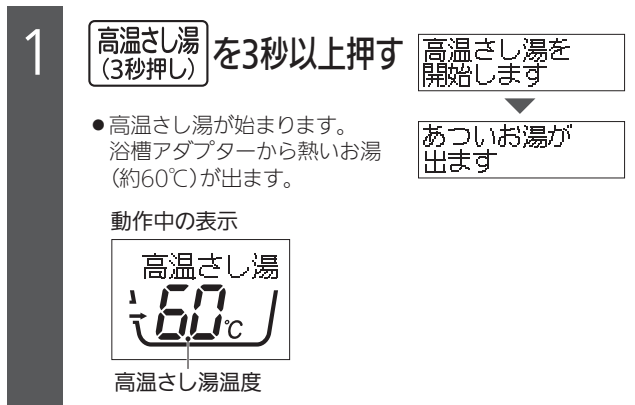 1
高温さし湯
(3秒押し)
を3秒以上押す
高温さし湯を
開始します
あついお湯が
出ます
●高温さし湯が始まります。
浴槽アダプターから熱いお湯
(約60℃)が出ます。
動作中の表示
高温さし湯
60℃
高温さし湯温度